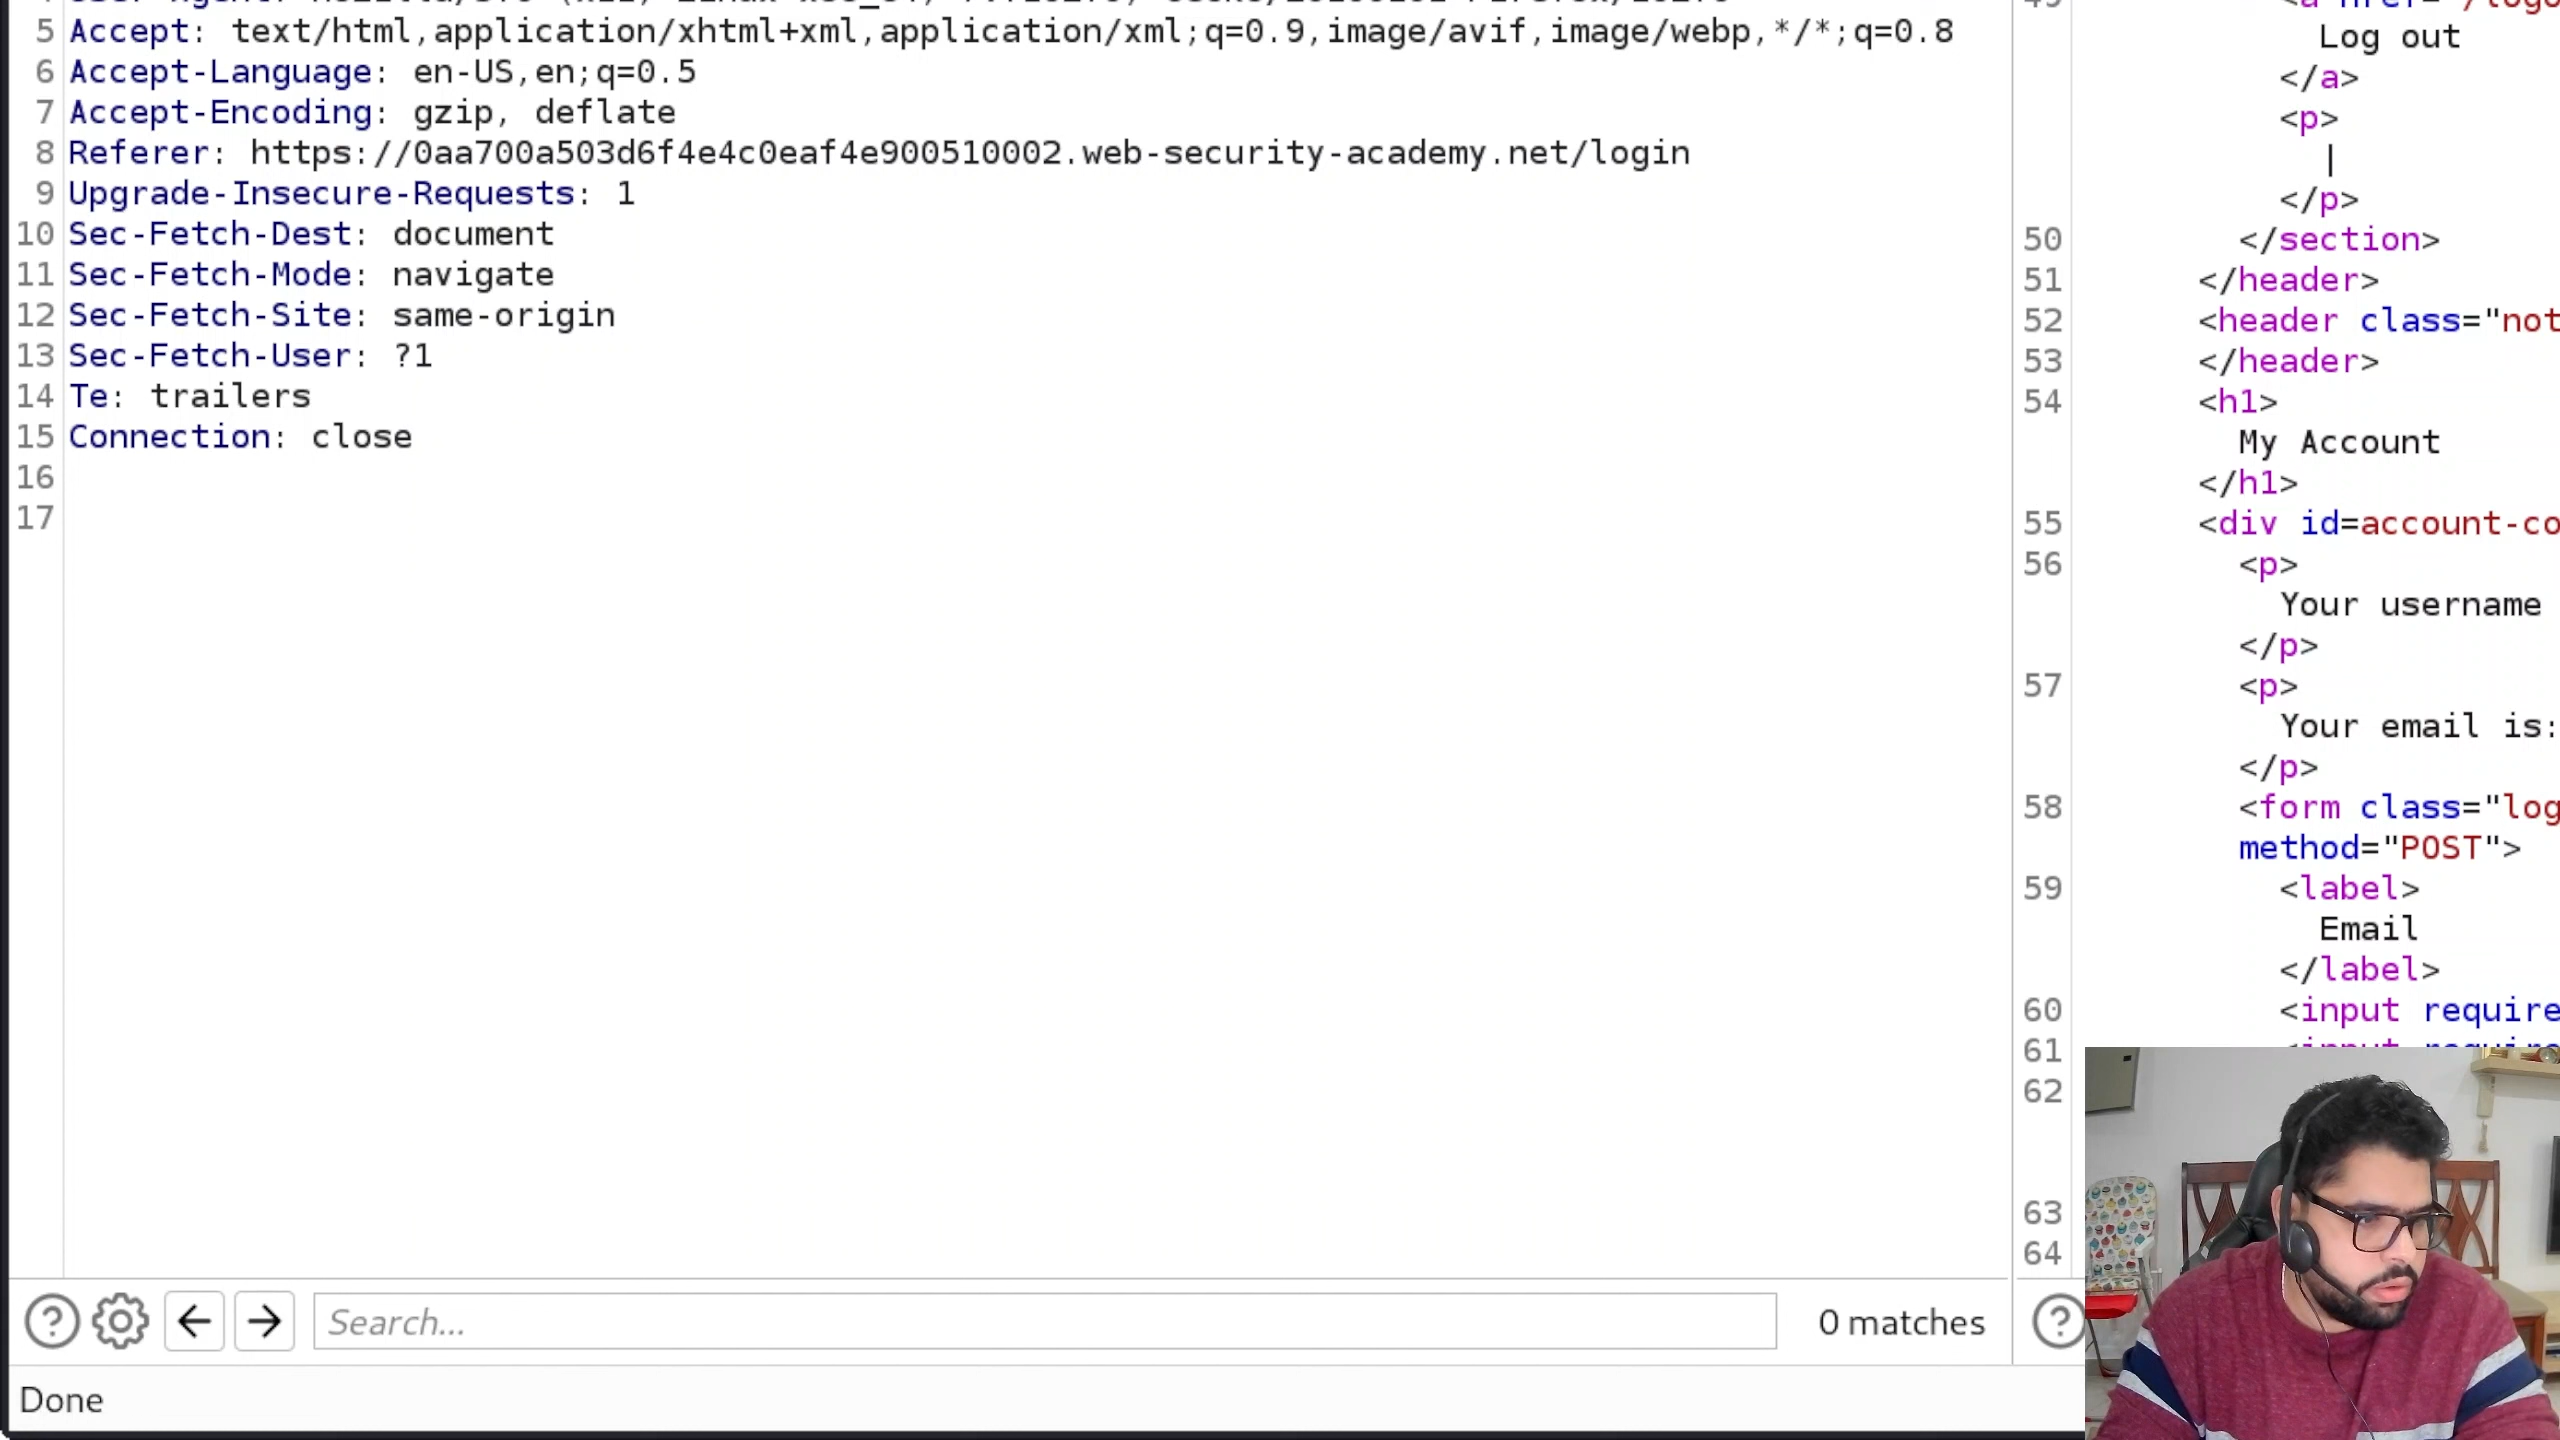 5 Accept: text/html,application/xhtml+xml,application/xml;q=0.9,image/avif,image/webp,*/*;q=0.8
6 Accept-Language: en-US,en;q=0.5
7 Accept-Encoding: gzip, deflate
8 Referer: https://0aa700a503d6f4e4c0eaf4e900510002.web-security-academy.net/login
9 Upgrade-Insecure-Requests: 1
10 Sec-Fetch-Dest: document
11 Sec-Fetch-Mode: navigate
12 Sec-Fetch-Site: same-origin
13 Sec-Fetch-User: ?1
14 Te: trailers
15 Connection: close
16
17
Search...
0 matches
Done
Log out
</a>
<p>
|
</p>
50 </section>
51 </header>
52 <header class="not
53 </header>
54 <h1>
My Account
</h1>
55 <div id=account-co
56 <p>
Your username
</p>
57 <p>
Your email is:
</p>
58 <form class="log
method="POST">
59 <label>
Email
</label>
60 <input require
61
62
63
64